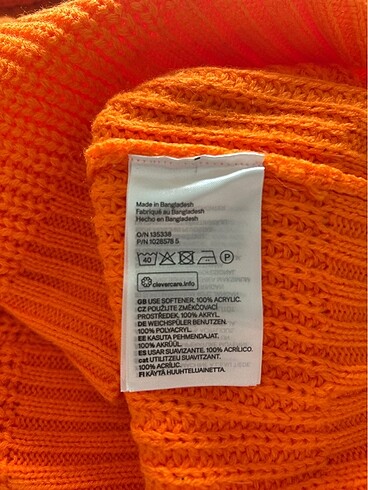 Made in Bangladesh
Fabriqué au Bangladesh
Hecho en Bangladesh
O/N 135338
P/N 1028578 5
40 P
clevercare.info
GB USE SOFTENER. 100% ACRYLIC.
CZ POUŽIJTE ZMĚKČOVACÍ
PROSTŘEDEK. 100% AKRYL.
DE WEICHSPÜLER BENUTZEN.
100% POLYACRYL.
EE KASUTA PEHMENDAJAT.
100% AKRÜÜL.
ES USAR SUAVIZANTE. 100% ACRÍLICO.
cat UTILITZEU SUAVITZANT.
100% ACRÍLIC.
FI KÄYTÄ HUUHTELUAINETTA.